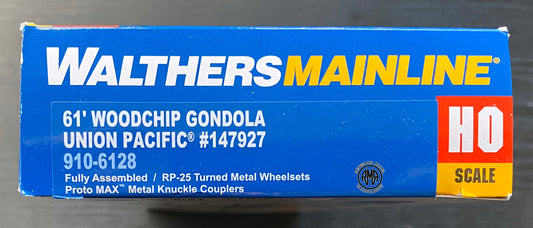 WALTHERSMAINLINE®
61' WOODCHIP GONDOLA
UNION PACIFIC® #147927
910-6128
Fully Assembled / RP-25 Turned Metal Wheelsets
Proto MAX™ Metal Knuckle Couplers
HO
SCALE